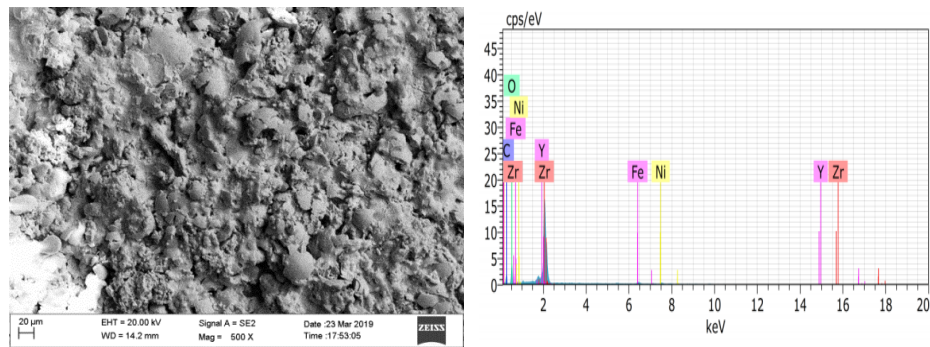 20 µm
EHT = 20.00 kV
WD = 14.2 mm
Signal A = SE2
Mag = 500 X
Date :23 Mar 2019
Time :17:53:05
ZEISS
cps/eV
45
40
35
30
25
20
15
10
5
0
O
Ni
Fe
C
Zr
Y
Zr
Fe
Ni
Y
Zr
2 4 6 8 10 12 14 16 18 20
keV